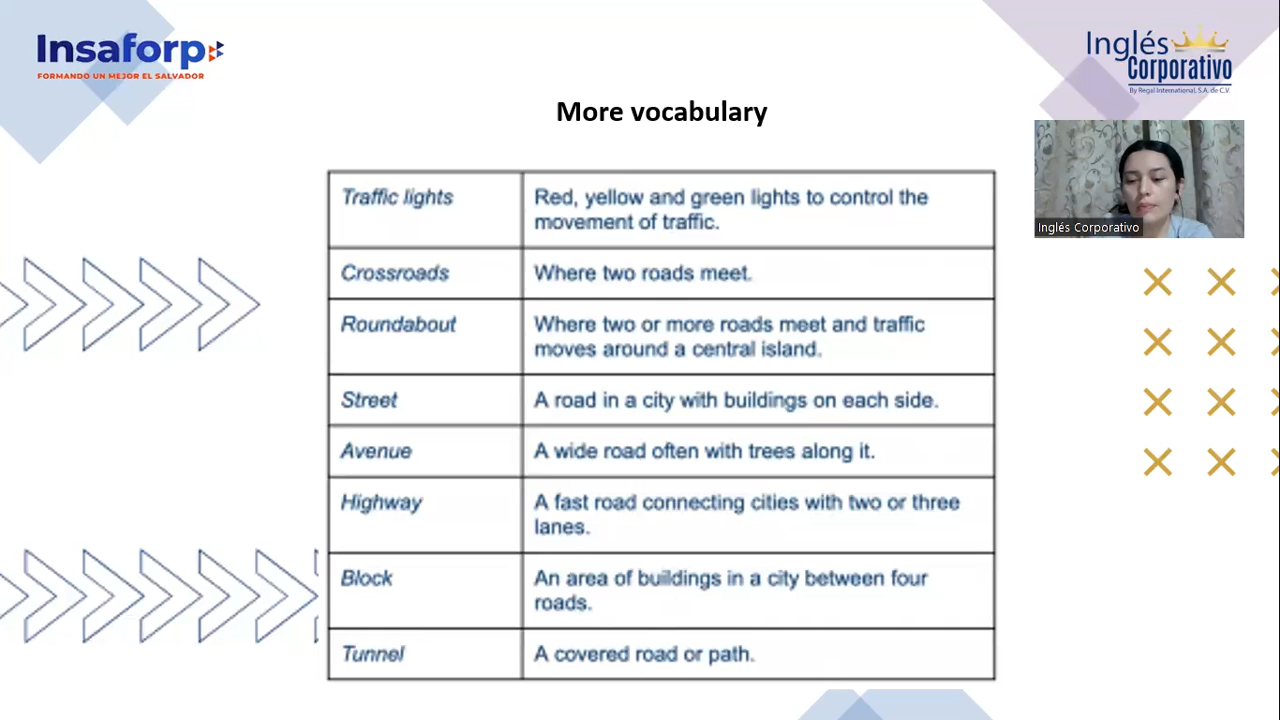 Insaforp
FORMANDO UN MEJOR EL SALVADOR
Inglés
Corporativo
By Regal International, S.A. de C.V.
More vocabulary
Inglés Corporativo
Traffic lights
Red, yellow and green lights to control the
movement of traffic.
Crossroads
Where two roads meet.
Roundabout
Where two or more roads meet and traffic
moves around a central island.
Street
A road in a city with buildings on each side.
Avenue
A wide road often with trees along it.
Highway
A fast road connecting cities with two or three
lanes.
Block
An area of buildings in a city between four
roads.
Tunnel
A covered road or path.